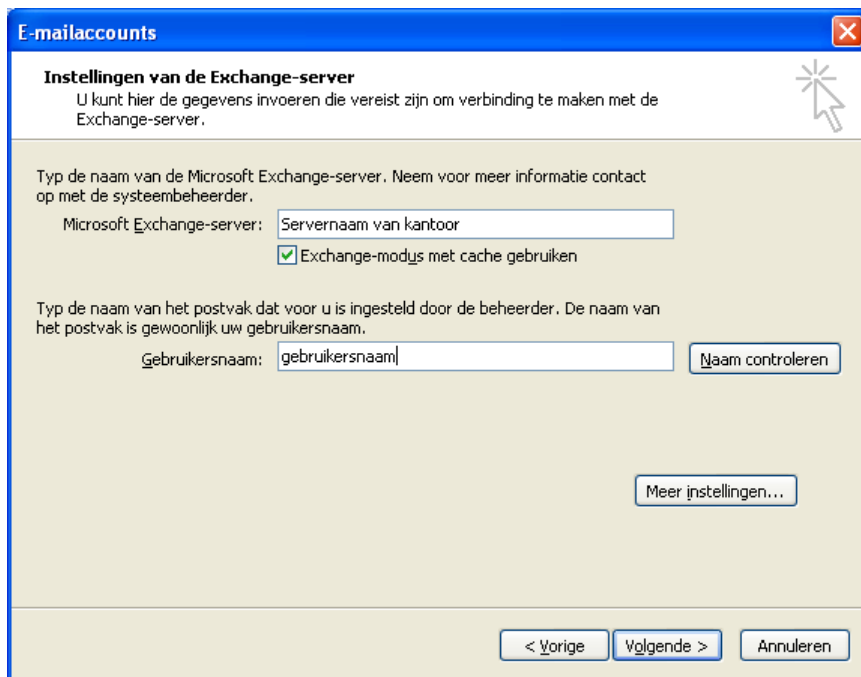 E-mailaccounts
Instellingen van de Exchange-server
U kunt hier de gegevens invoeren die vereist zijn om verbinding te maken met de
Exchange-server.
Typ de naam van de Microsoft Exchange-server. Neem voor meer informatie contact
op met de systeembeheerder.
Microsoft Exchange-server: Servernaam van kantoor
Exchange-modus met cache gebruiken
Typ de naam van het postvak dat voor u is ingesteld door de beheerder. De naam van
het postvak is gewoonlijk uw gebruikersnaam.
Gebruikersnaam: gebruikersnaam Naam controleren
Meer instellingen...
< Vorige Volgende > Annuleren